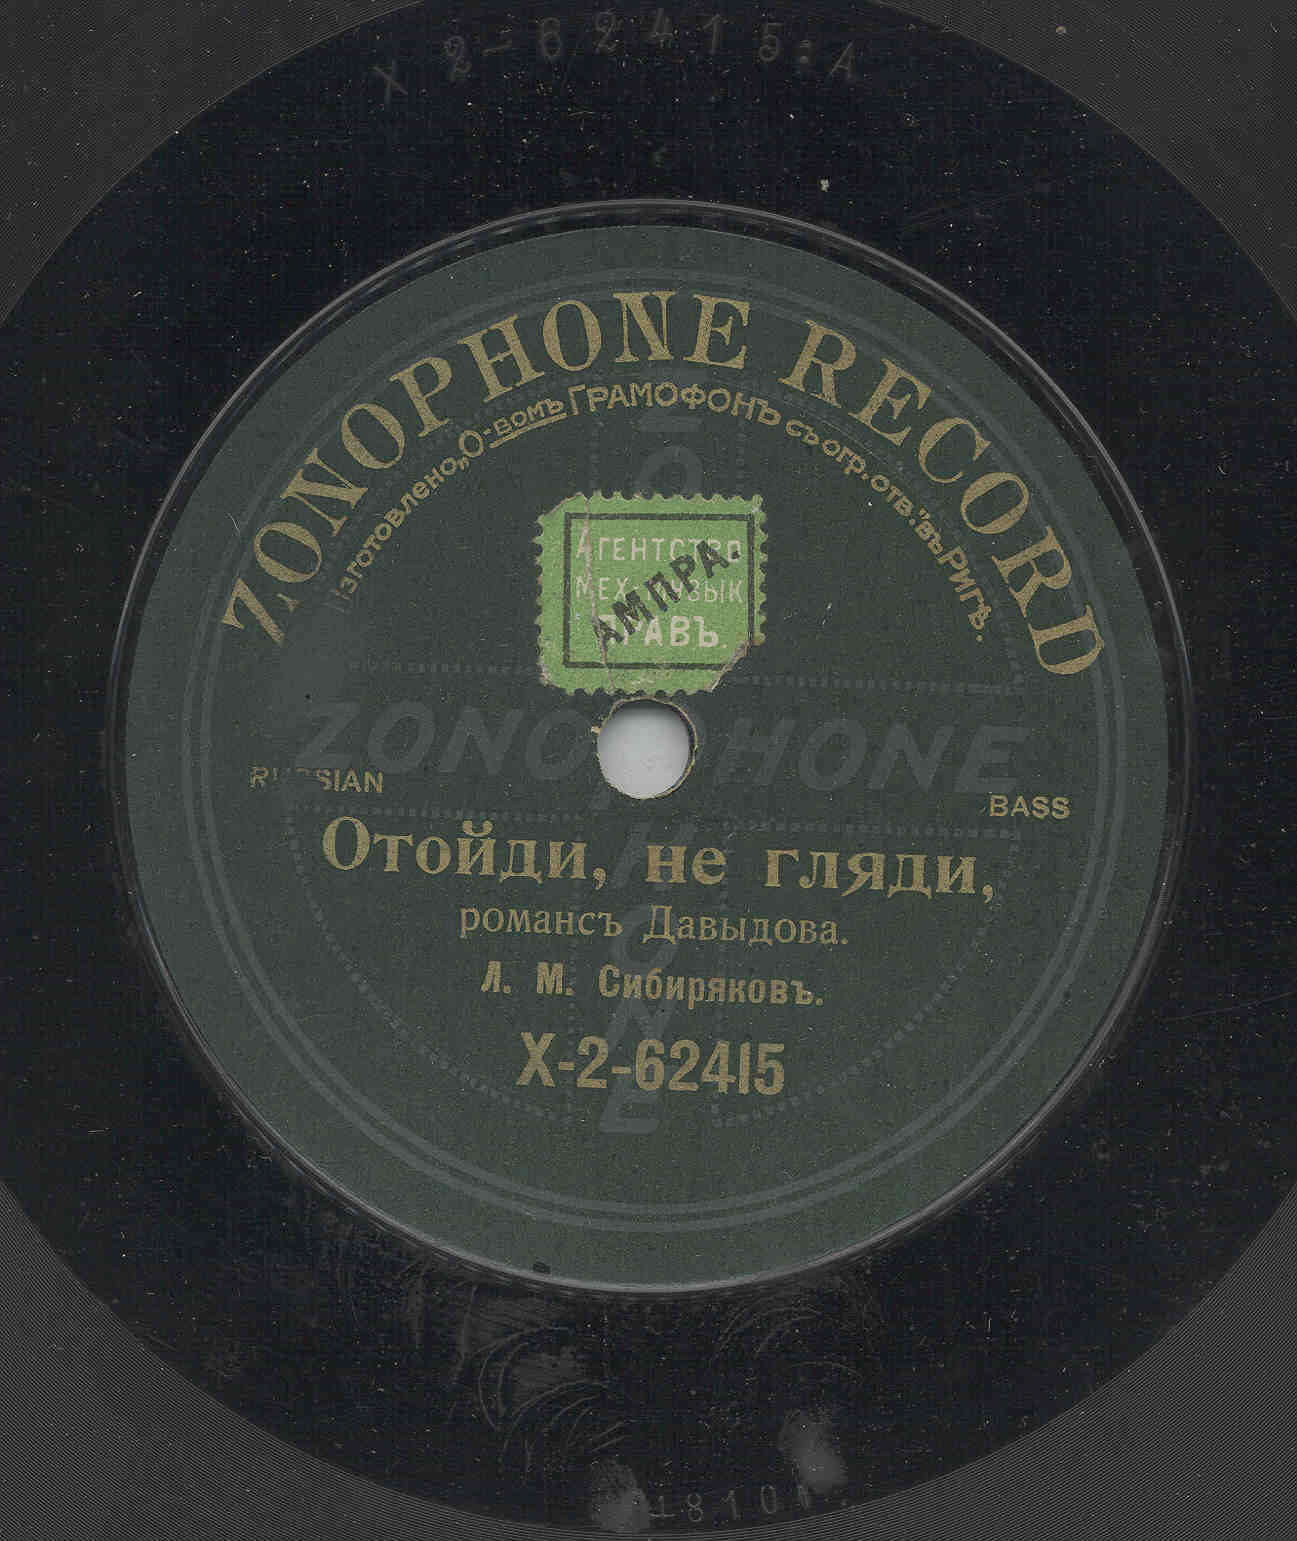 X 2-62415:A
ZONOPHONE RECORD
Изготовлено „О-вомъ ГРАМОФОНЪ съ огр. отв.” въ Ригѣ.
АГЕНТСТВО
МЕХ. МУЗЫК
ПРАВЪ.
АМПРА.
ZONOPHONE
ZONOPHONE
RUSSIAN
BASS
Отойди, не гляди,
романсъ Давыдова.
Л. М. Сибиряковъ.
X-2-62415